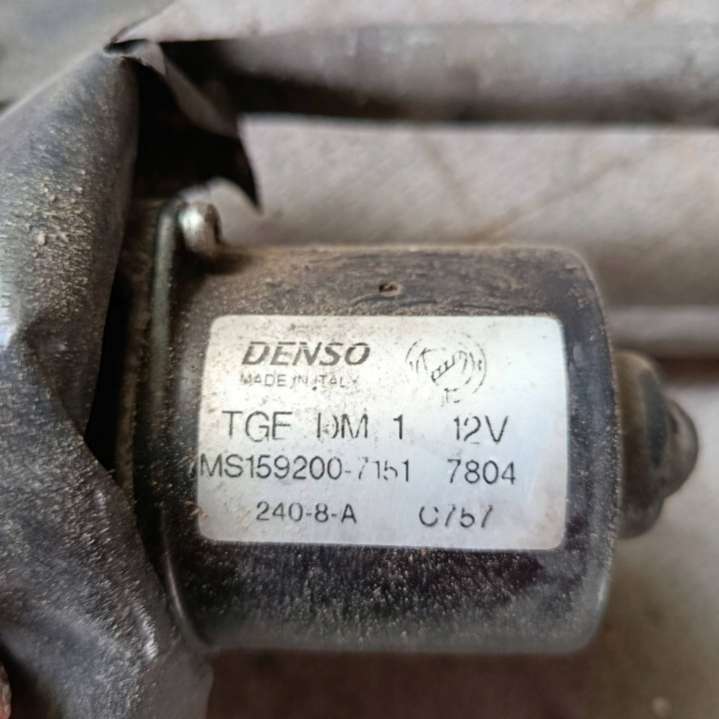 DENSO
MADE IN ITALY
TGE DM 1 12V
MS159200-7151 7804
240-8-A C757